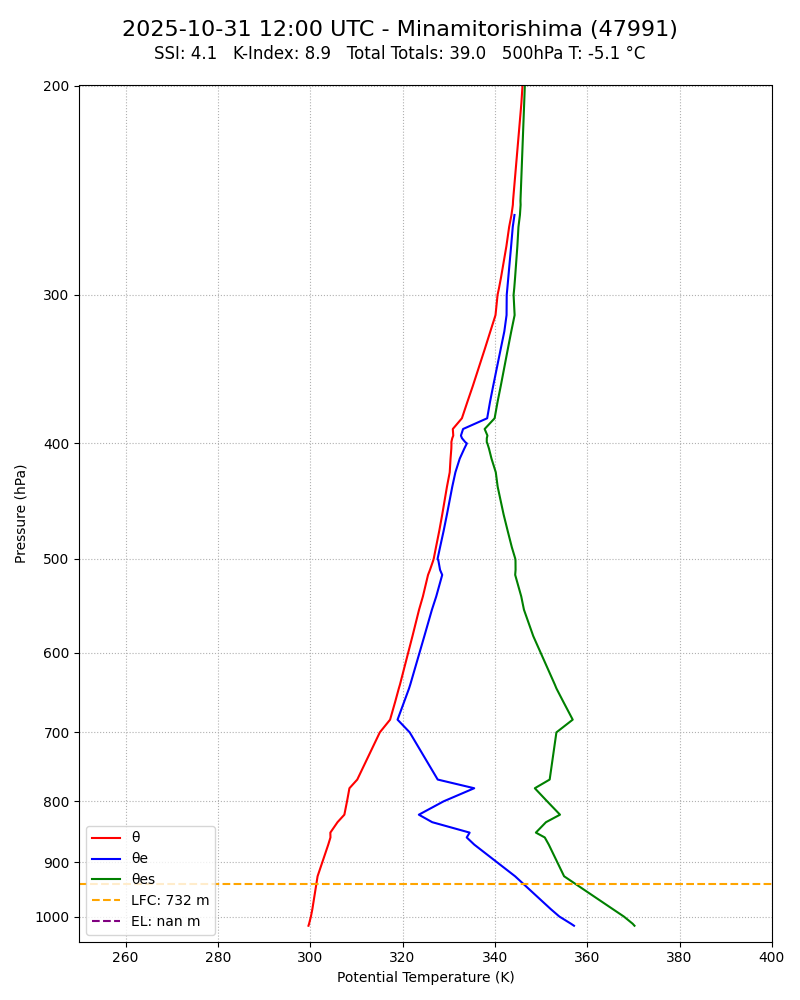 2025-10-31 12:00 UTC - Minamitorishima (47991)
SSI: 4.1 K-Index: 8.9 Total Totals: 39.0 500hPa T: -5.1 °C
200
300
400
500
600
700
800
900
1000
Pressure (hPa)
θ
θe
θes
LFC: 732 m
EL: nan m
260 280 300 320 340 360 380 400
Potential Temperature (K)